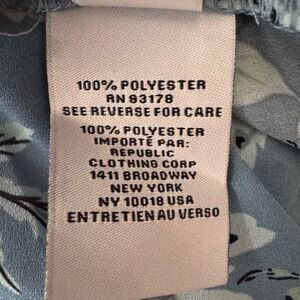 100% POLYESTER
RN 93178
SEE REVERSE FOR CARE
100% POLYESTER
IMPORTÉ PAR:
REPUBLIC
CLOTHING CORP
1411 BROADWAY
NEW YORK
NY 10018 USA
ENTRETIEN AU VERSO